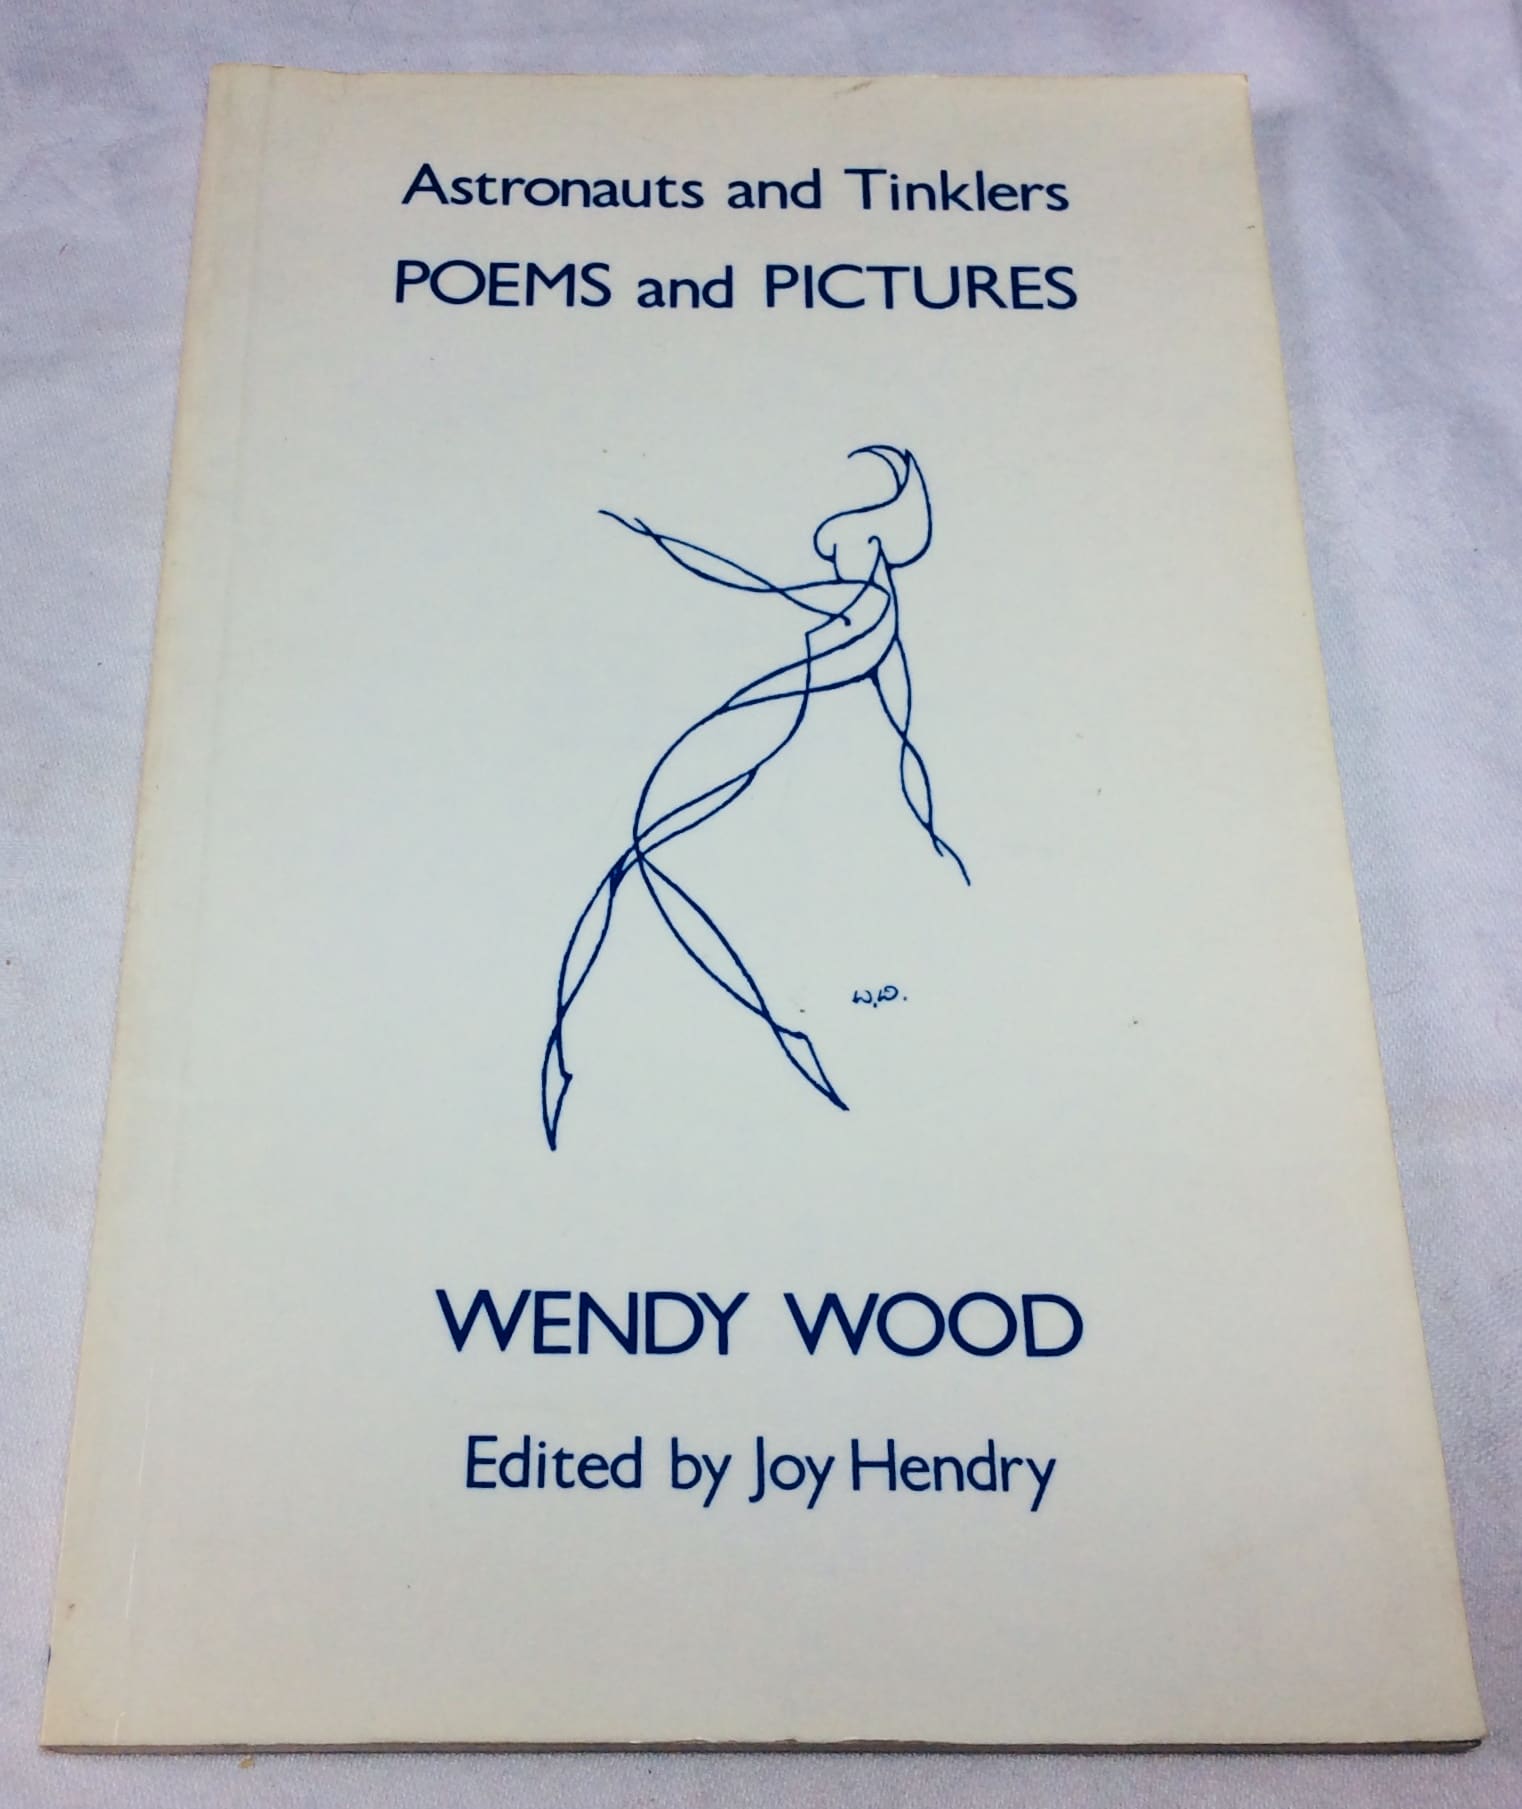 Astronauts and Tinklers
POEMS and PICTURES
W.W.
WENDY WOOD
Edited by Joy Hendry